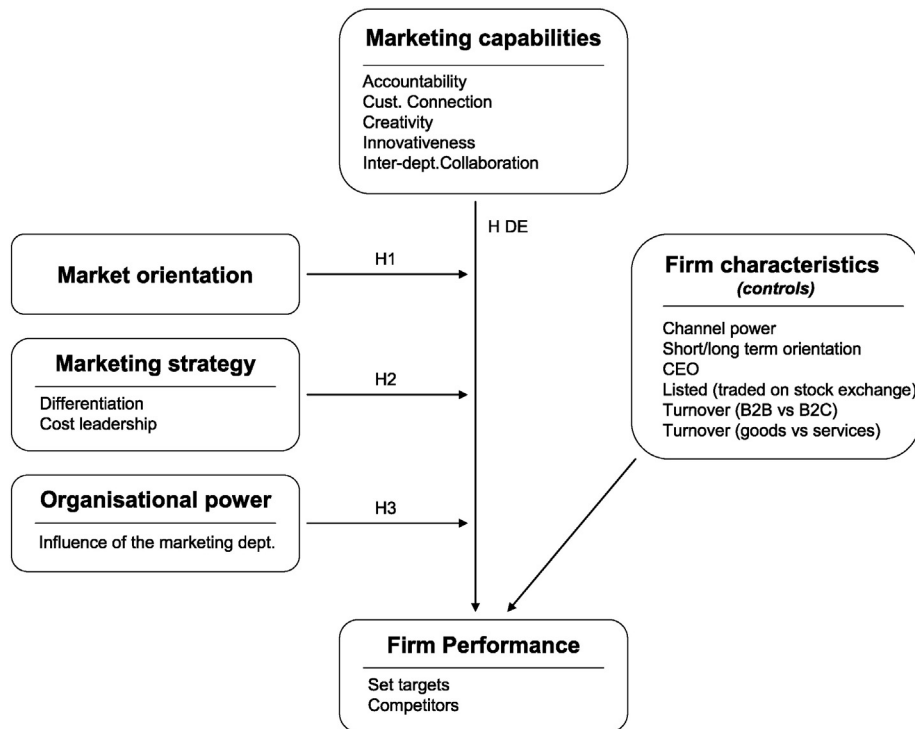 Marketing capabilities
Accountability
Cust. Connection
Creativity
Innovativeness
Inter-dept.Collaboration
H DE
Market orientation
H1
Firm characteristics
(controls)
Channel power
Short/long term orientation
CEO
Listed (traded on stock exchange)
Turnover (B2B vs B2C)
Turnover (goods vs services)
Marketing strategy
Differentiation
Cost leadership
H2
Organisational power
Influence of the marketing dept.
H3
Firm Performance
Set targets
Competitors